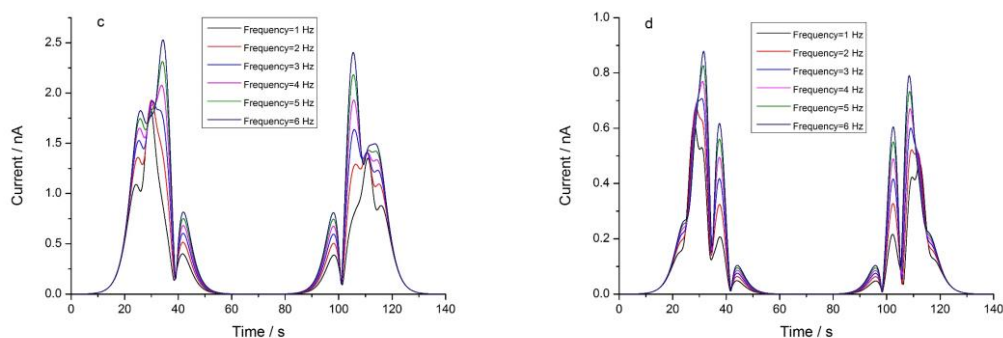 c
Frequency=1 Hz
Frequency=2 Hz
Frequency=3 Hz
Frequency=4 Hz
Frequency=5 Hz
Frequency=6 Hz
2.5
2.0
1.5
1.0
0.5
0.0
Current / nA
0 20 40 60 80 100 120 140
Time / s
d
Frequency=1 Hz
Frequency=2 Hz
Frequency=3 Hz
Frequency=4 Hz
Frequency=5 Hz
Frequency=6 Hz
1.0
0.8
0.6
0.4
0.2
0.0
Current / nA
0 20 40 60 80 100 120 140
Time / s